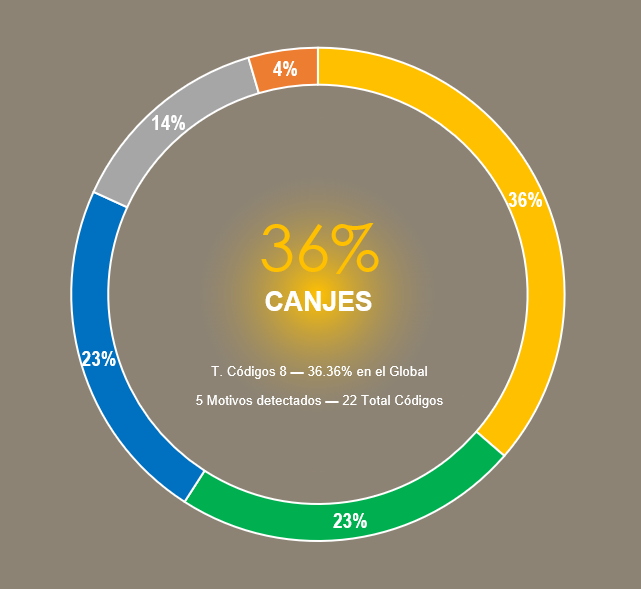 4%
14%
36%
36%
CANJES
23%
T. Códigos 8 — 36.36% en el Global
5 Motivos detectados — 22 Total Códigos
23%